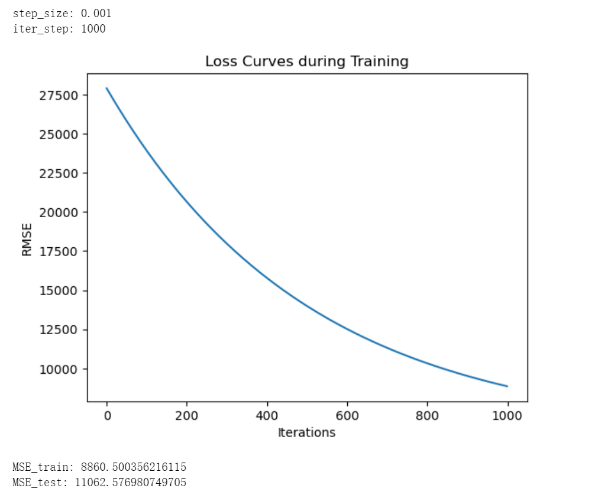 step_size: 0.001
iter_step: 1000
Loss Curves during Training
27500
25000
22500
20000
17500
15000
12500
10000
RMSE
0 200 400 600 800 1000
Iterations
MSE_train: 8860.500356216115
MSE_test: 11062.576980749705